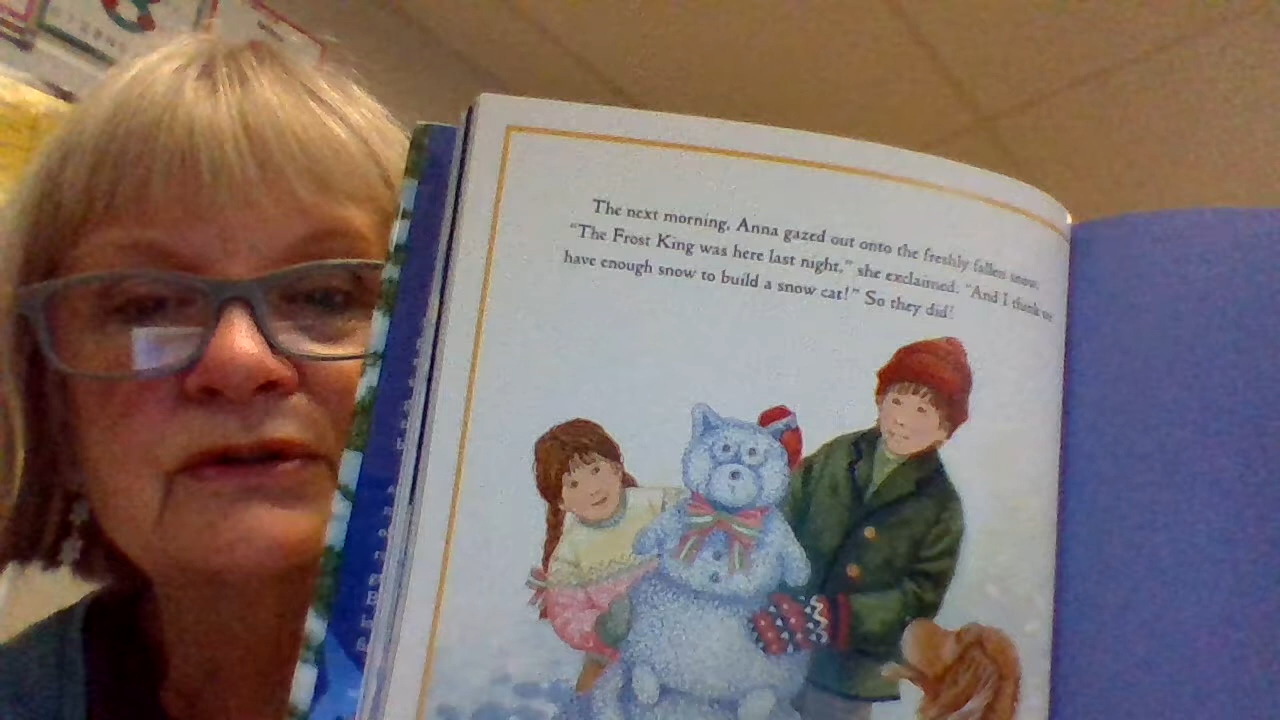 The next morning, Anna gazed out onto the freshly fallen snow.
"The Frost King was here last night," she exclaimed. "And I think we
have enough snow to build a snow cat!" So they did!